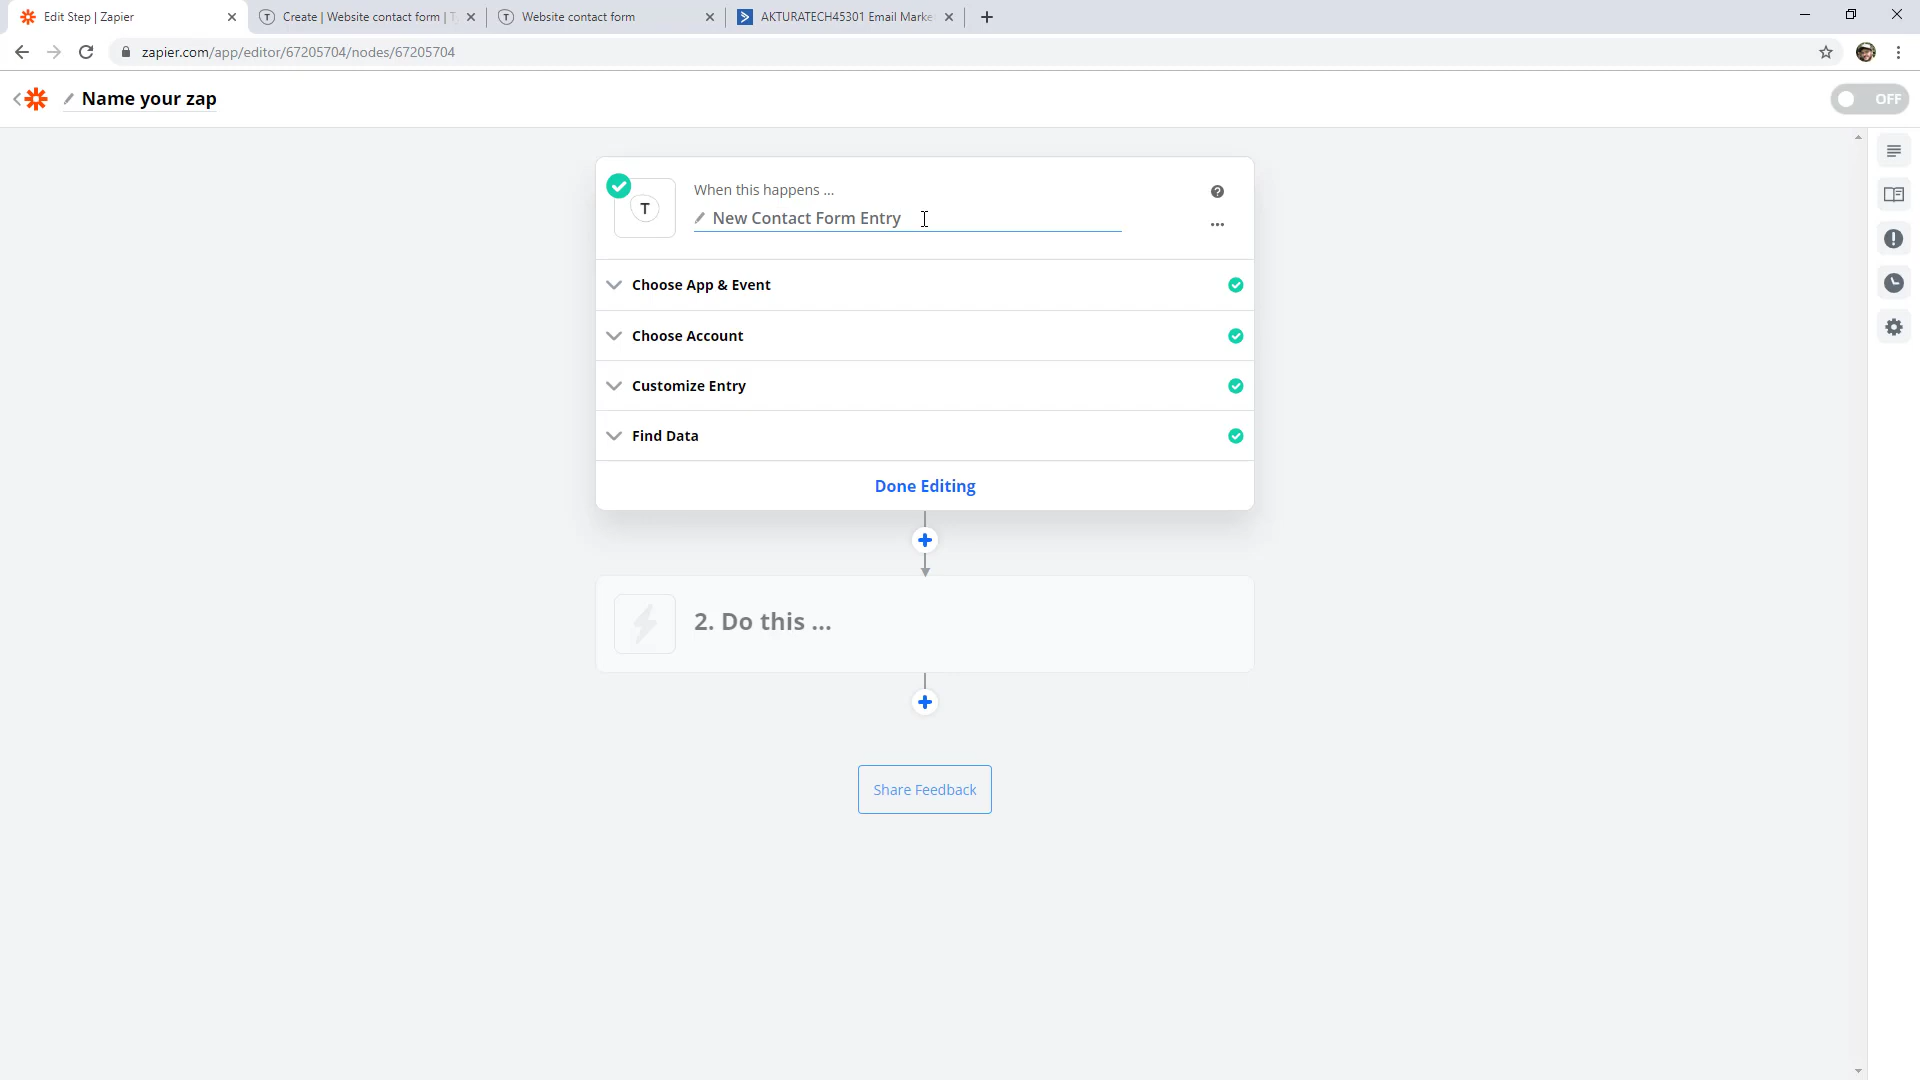 Edit Step | Zapier
Create | Website contact form | T
Website contact form
AKTURATECH45301 Email Marke
zapier.com/app/editor/67205704/nodes/67205704
Name your zap
OFF
When this happens ...
T
New Contact Form Entry
Choose App & Event
Choose Account
Customize Entry
Find Data
Done Editing
2. Do this ...
Share Feedback